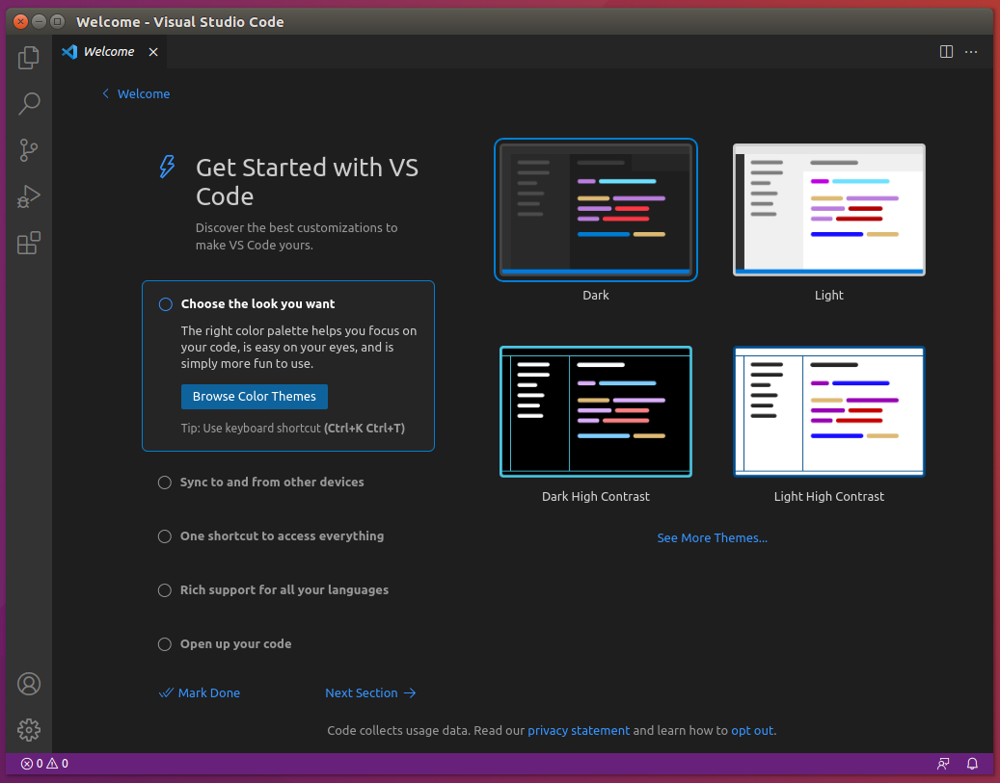 Welcome - Visual Studio Code
Welcome
Welcome
Get Started with VS
Code
Discover the best customizations to
make VS Code yours.
Choose the look you want
The right color palette helps you focus on
your code, is easy on your eyes, and is
simply more fun to use.
Browse Color Themes
Tip: Use keyboard shortcut (Ctrl+K Ctrl+T)
Sync to and from other devices
One shortcut to access everything
Rich support for all your languages
Open up your code
Mark Done
Next Section
Dark
Light
Dark High Contrast
Light High Contrast
See More Themes...
Code collects usage data. Read our privacy statement and learn how to opt out.
0 0